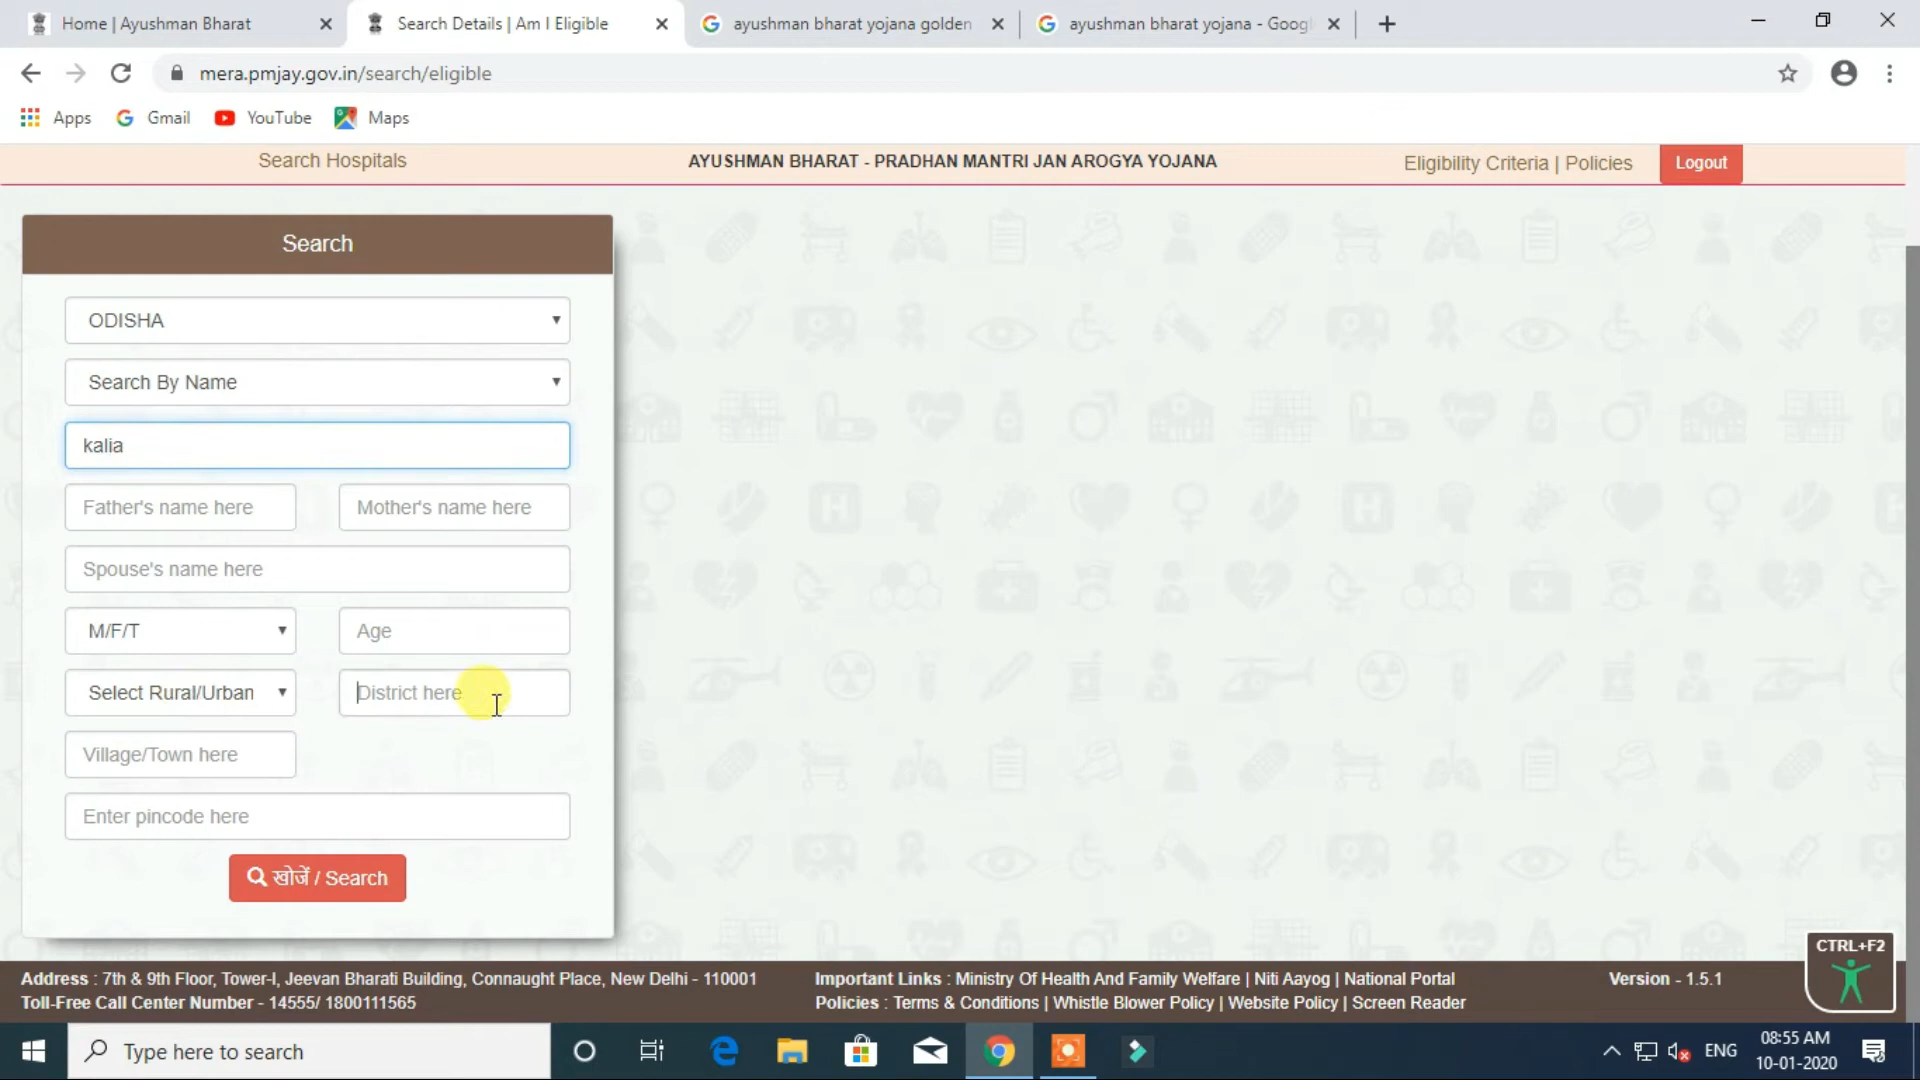 Home | Ayushman Bharat
Search Details | Am I Eligible
ayushman bharat yojana golden
ayushman bharat yojana - Goog
mera.pmjay.gov.in/search/eligible
Apps
Gmail
YouTube
Maps
Search Hospitals
AYUSHMAN BHARAT - PRADHAN MANTRI JAN AROGYA YOJANA
Eligibility Criteria | Policies
Logout
Search
ODISHA
Search By Name
kalia
Father's name here
Mother's name here
Spouse's name here
M/F/T
Age
Select Rural/Urban
District here
Village/Town here
Enter pincode here
खोजें / Search
CTRL+F2
Address : 7th & 9th Floor, Tower-I, Jeevan Bharati Building, Connaught Place, New Delhi - 110001
Toll-Free Call Center Number - 14555/ 1800111565
Important Links : Ministry Of Health And Family Welfare | Niti Aayog | National Portal
Policies : Terms & Conditions | Whistle Blower Policy | Website Policy | Screen Reader
Version - 1.5.1
Type here to search
ENG
08:55 AM
10-01-2020